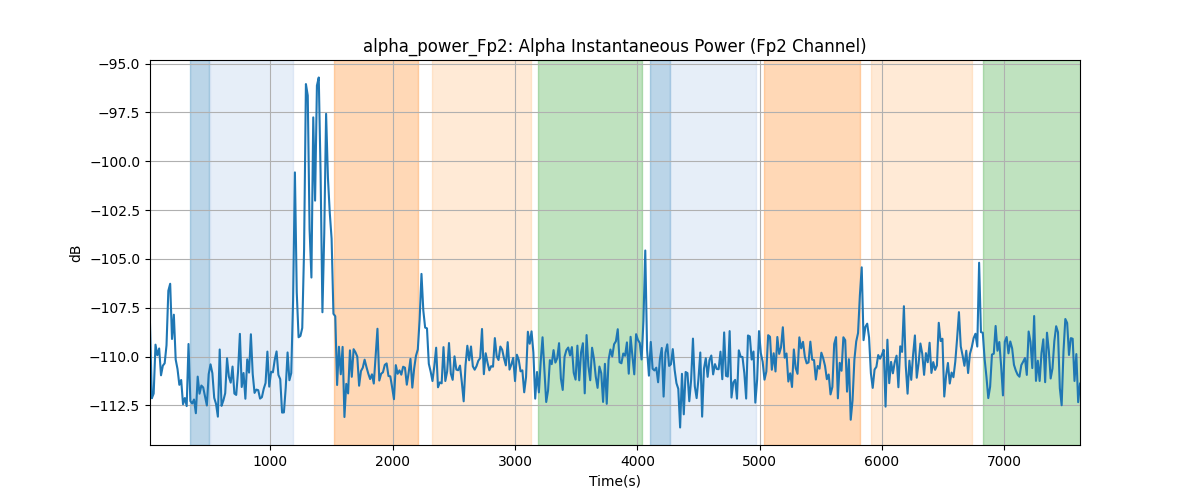 alpha_power_Fp2: Alpha Instantaneous Power (Fp2 Channel)
−95.0
−97.5
−100.0
−102.5
−105.0
−107.5
−110.0
−112.5
dB
1000 2000 3000 4000 5000 6000 7000
Time(s)